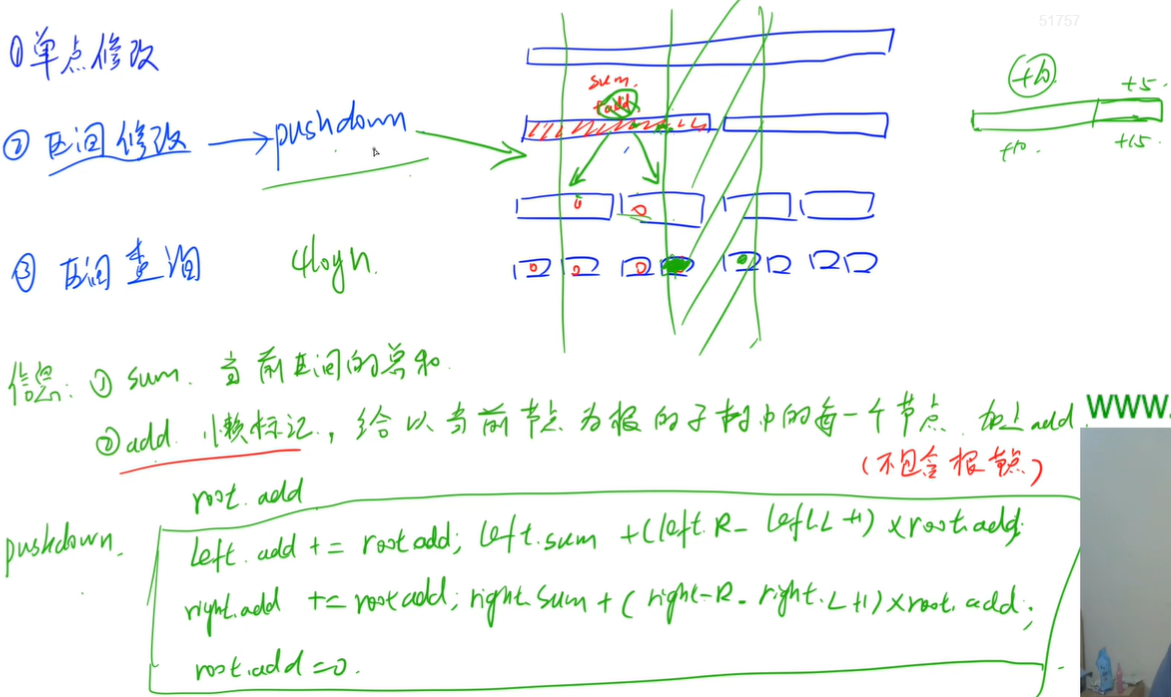 51757
①单点修改
②区间修改 → pushdown
③区间查询 4logn.
sum.
add
+10
+5.
+10.
+15.
信息: ① sum. 当前区间的总和.
②add. 懒标记, 给以当前节点为根的子树中的每一个节点 加上add.
(不包含根节点)
WWW.
root.add
pushdown.
left.add += root.add; left.sum +(left.R - left.L+1)×root.add;
right.add += root.add; right.sum + (right-R - right.L+1)×root.add;
root.add=0.